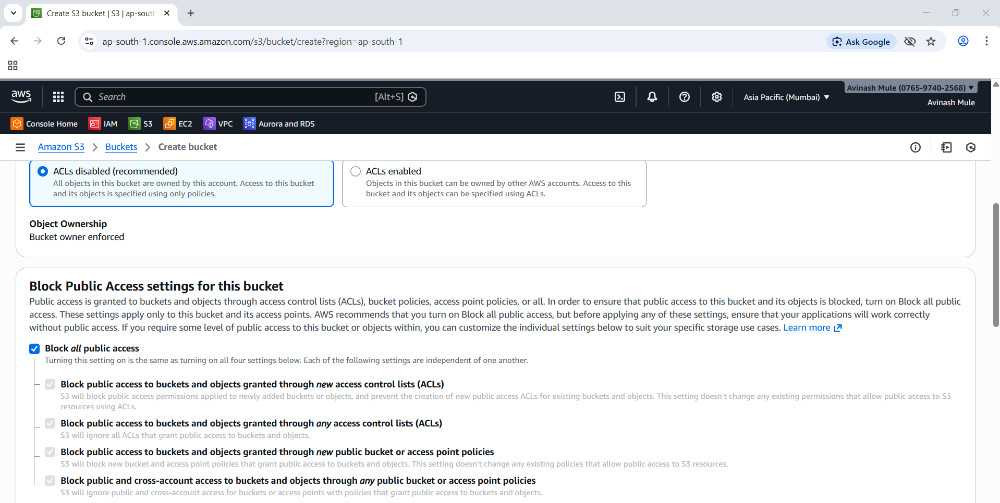 Create S3 bucket | S3 | ap-sout
ap-south-1.console.aws.amazon.com/s3/bucket/create?region=ap-south-1
Ask Google
aws
Search
[Alt+S]
Asia Pacific (Mumbai)
Avinash Mule (0765-9740-2568)
Avinash Mule
Console Home
IAM
S3
EC2
VPC
Aurora and RDS
Amazon S3
Buckets
Create bucket
ACLs disabled (recommended)
All objects in this bucket are owned by this account. Access to this bucket
and its objects is specified using only policies.
ACLs enabled
Objects in this bucket can be owned by other AWS accounts. Access to this
bucket and its objects can be specified using ACLs.
Object Ownership
Bucket owner enforced
Block Public Access settings for this bucket
Public access is granted to buckets and objects through access control lists (ACLs), bucket policies, access point policies, or all. In order to ensure that public access to this bucket and its objects is blocked, turn on Block all public
access. These settings apply only to this bucket and its access points. AWS recommends that you turn on Block all public access, but before applying any of these settings, ensure that your applications will work correctly
without public access. If you require some level of public access to this bucket or objects within, you can customize the individual settings below to suit your specific storage use cases. Learn more
Block all public access
Turning this setting on is the same as turning on all four settings below. Each of the following settings are independent of one another.
Block public access to buckets and objects granted through new access control lists (ACLs)
S3 will block public access permissions applied to newly added buckets or objects, and prevent the creation of new public access ACLs for existing buckets and objects. This setting doesn't change any existing permissions that allow public access to S3
resources using ACLs.
Block public access to buckets and objects granted through any access control lists (ACLs)
S3 will ignore all ACLs that grant public access to buckets and objects.
Block public access to buckets and objects granted through new public bucket or access point policies
S3 will block new bucket and access point policies that grant public access to buckets and objects. This setting doesn't change any existing policies that allow public access to S3 resources.
Block public and cross-account access to buckets and objects through any public bucket or access point policies
S3 will ignore public and cross-account access for buckets or access points with policies that grant public access to buckets and objects.